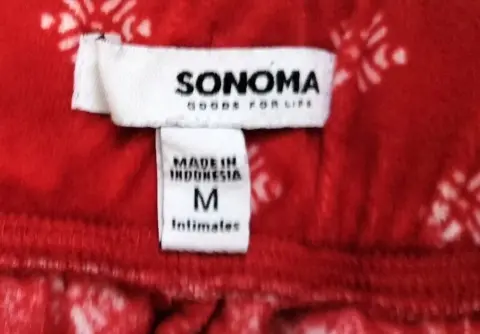 SONOMA
GOODS FOR LIFE
MADE IN
INDONESIA
M
Intimates